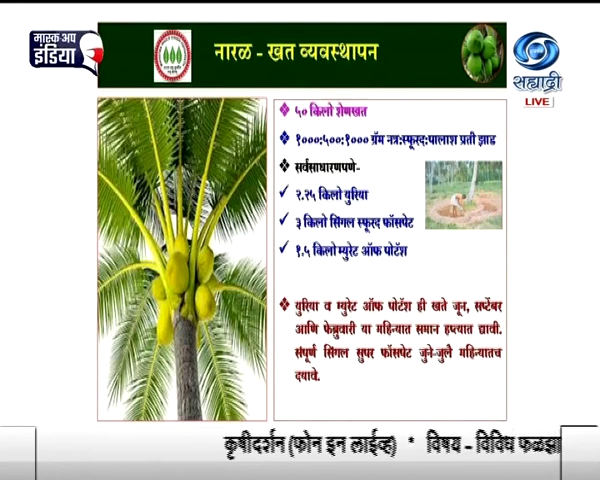 मास्क अप
इंडिया
नारळ - खत व्यवस्थापन
सह्याद्री
LIVE
५० किलो शेणखत
१०००:५००:१००० ग्रॅम नत्र:स्फूरद:पालाश प्रती झाड
सर्वसाधारणपणे-
२.२५ किलो युरिया
३ किलो सिंगल स्फूरद फॉसपेट
१.५ किलो म्युरेट ऑफ पोटॅश
युरिया व म्युरेट ऑफ पोटॅश ही खते जून, सप्टेंबर
आणि फेब्रुवारी या महिन्यात समान हप्त्यात द्यावी.
संपूर्ण सिंगल सुपर फॉसपेट जुने-जुलै महिन्यातच
दयावे.
कृषीदर्शन (फोन इन लाईव्ह) * विषय - विविध फळझा